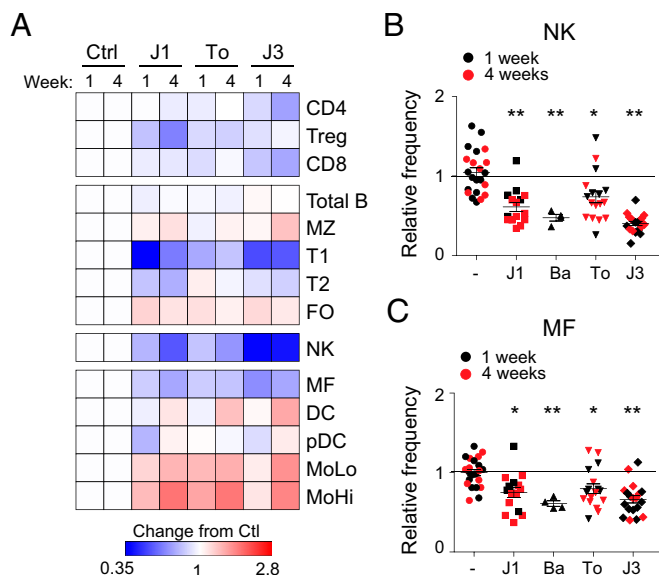 A
Ctrl J1 To J3
Week: 1 4 1 4 1 4 1 4
CD4
Treg
CD8
Total B
MZ
T1
T2
FO
NK
MF
DC
pDC
MoLo
MoHi
Change from Ctl
0.35 1 2.8
B
NK
1 week
4 weeks
Relative frequency
2
1
0
** ** * **
- J1 Ba To J3
C
MF
1 week
4 weeks
Relative frequency
2
1
0
* ** * **
- J1 Ba To J3